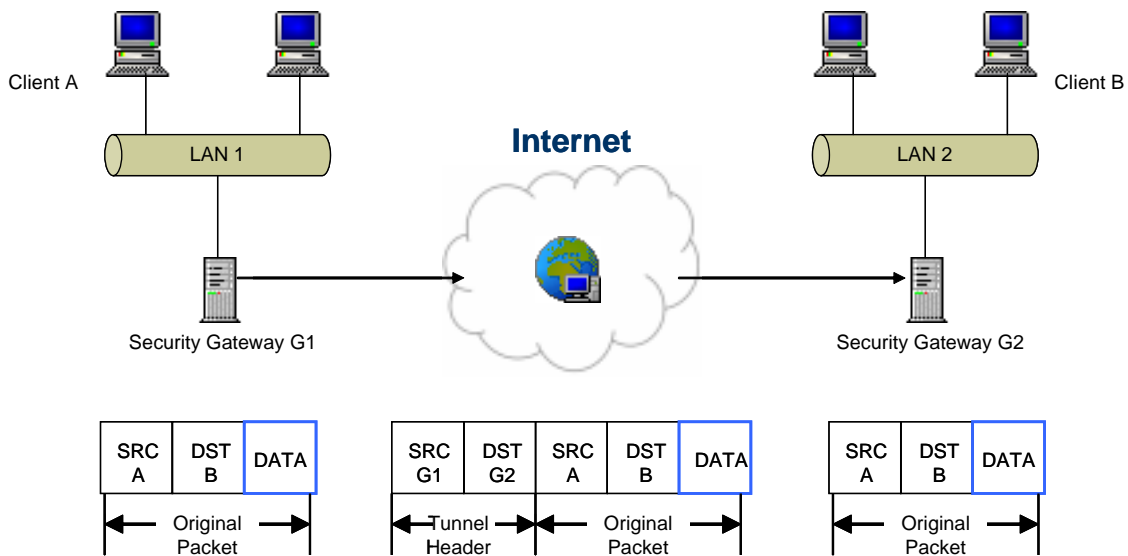 Client A
Client B
LAN 1
Internet
LAN 2
Security Gateway G1
Security Gateway G2
SRC A
DST B
DATA
SRC G1
DST G2
SRC A
DST B
DATA
SRC A
DST B
DATA
Original Packet
Tunnel Header
Original Packet
Original Packet